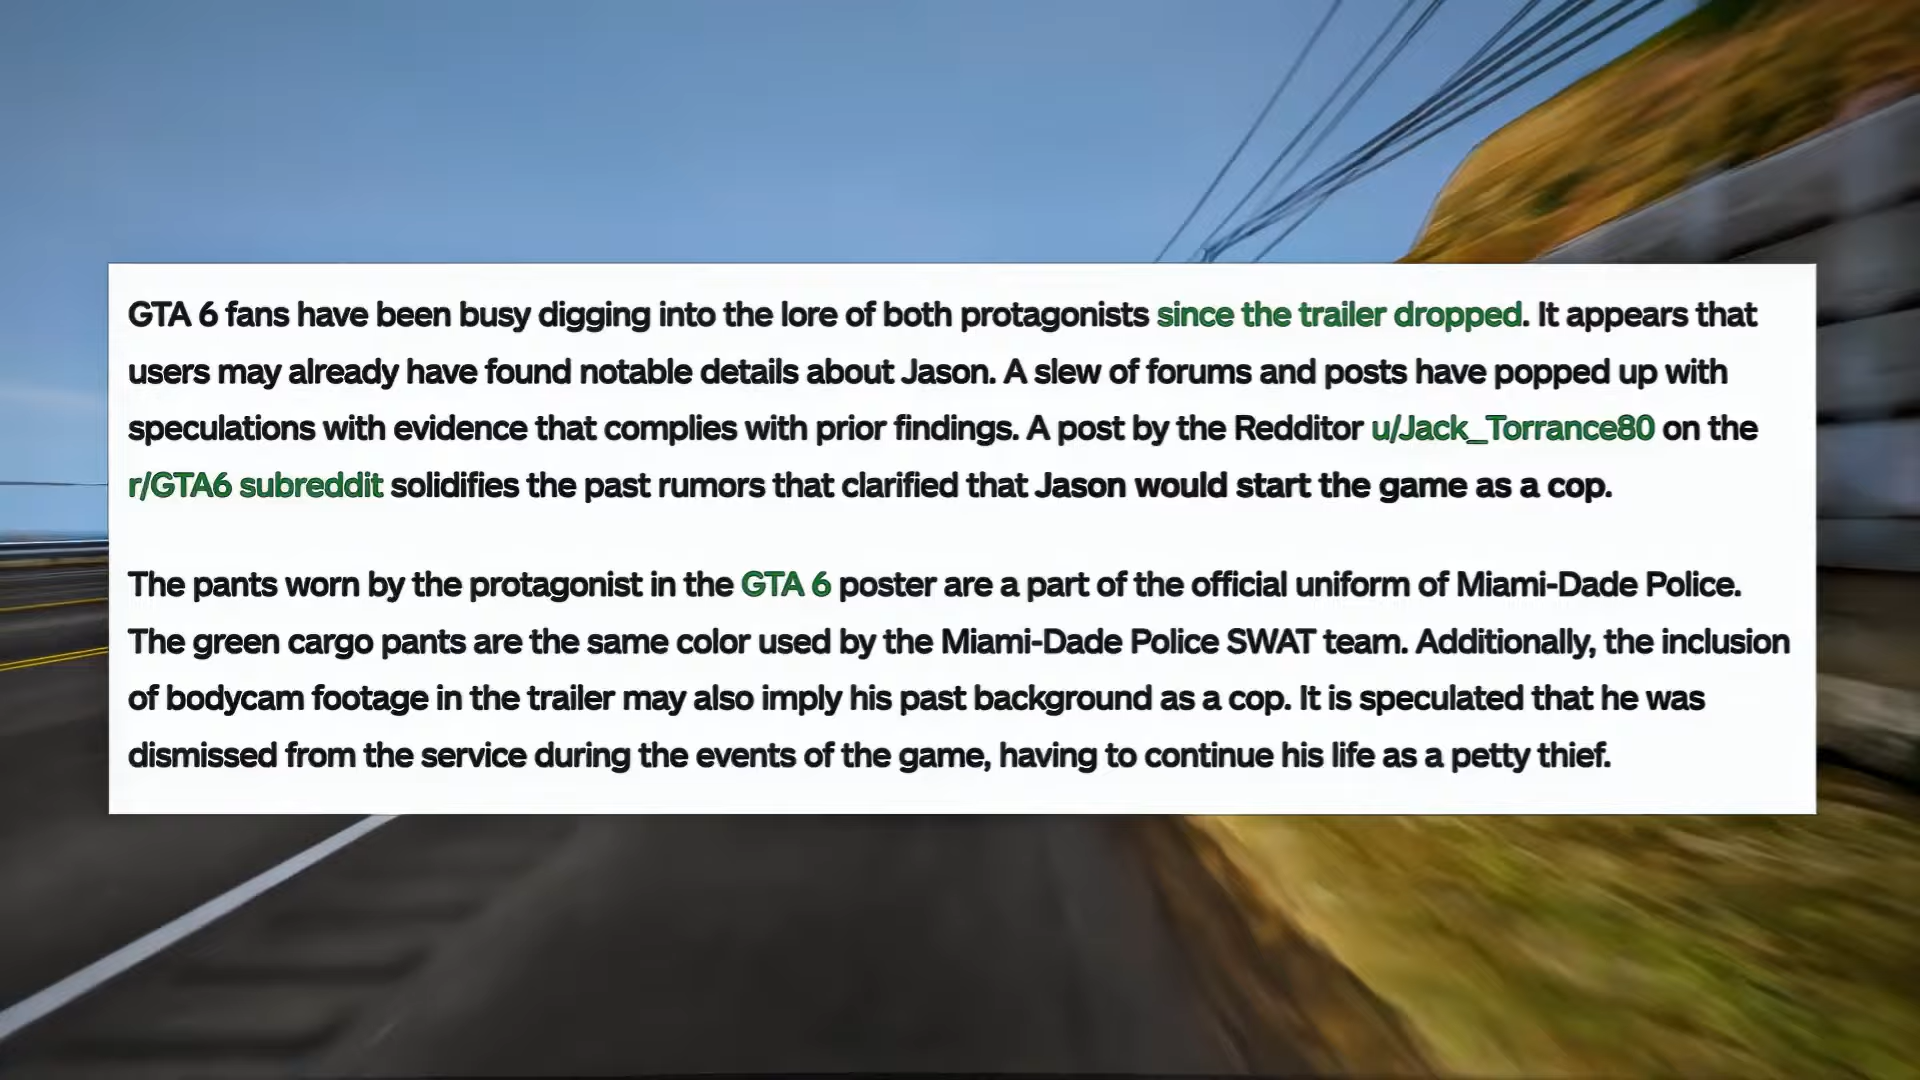 GTA 6 fans have been busy digging into the lore of both protagonists since the trailer dropped. It appears that
users may already have found notable details about Jason. A slew of forums and posts have popped up with
speculations with evidence that complies with prior findings. A post by the Redditor u/Jack_Torrance80 on the
r/GTA6 subreddit solidifies the past rumors that clarified that Jason would start the game as a cop.
The pants worn by the protagonist in the GTA 6 poster are a part of the official uniform of Miami-Dade Police.
The green cargo pants are the same color used by the Miami-Dade Police SWAT team. Additionally, the inclusion
of bodycam footage in the trailer may also imply his past background as a cop. It is speculated that he was
dismissed from the service during the events of the game, having to continue his life as a petty thief.